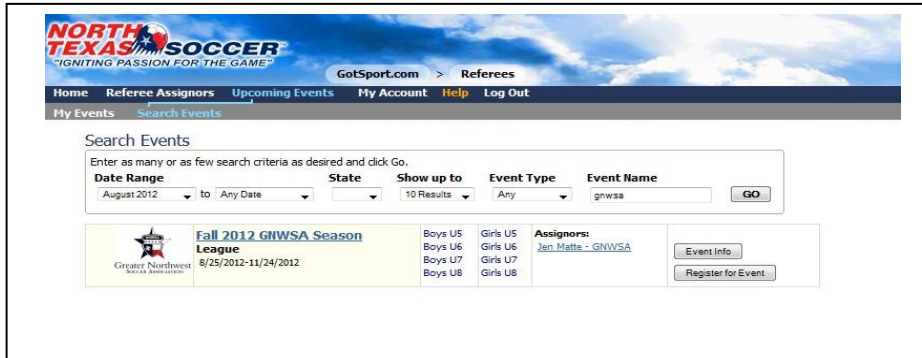 NORTH
TEXAS SOCCER
"IGNITING PASSION FOR THE GAME"
GotSport.com > Referees
Home Referee Assignors Upcoming Events My Account Help Log Out
My Events Search Events
Search Events
Enter as many or as few search criteria as desired and click Go.
Date Range State Show up to Event Type Event Name
August 2012 to Any Date 10 Results Any gnwsa GO
Fall 2012 GNWSA Season
League
8/25/2012-11/24/2012
Greater Northwest
Soccer Association
Boys U5 Girls U5
Boys U6 Girls U6
Boys U7 Girls U7
Boys U8 Girls U8
Assignors:
Jen Matte - GNWSA
Event Info
Register for Event